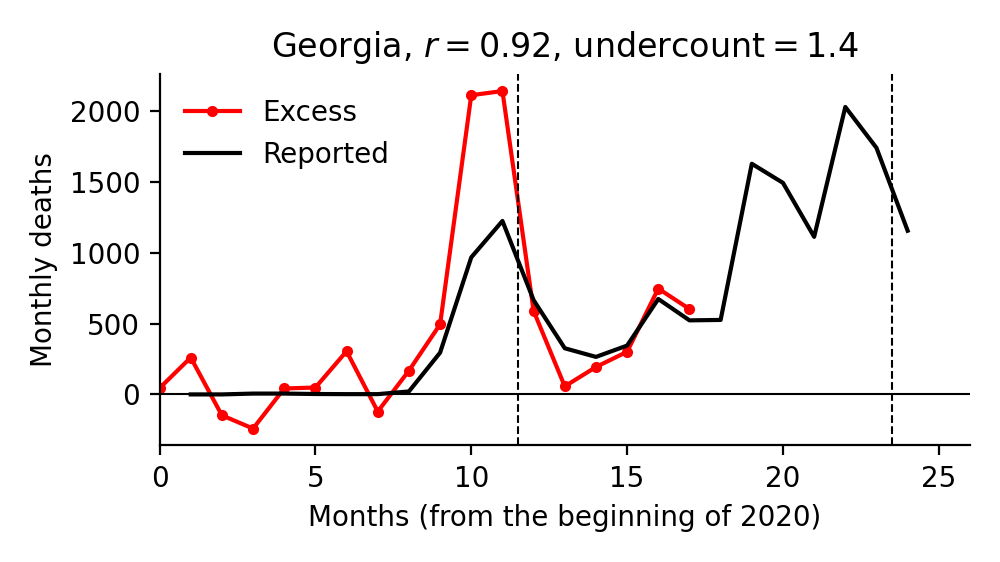 Georgia, r = 0.92, undercount = 1.4
Excess
Reported
Monthly deaths
2000
1500
1000
500
0
0 5 10 15 20 25
Months (from the beginning of 2020)